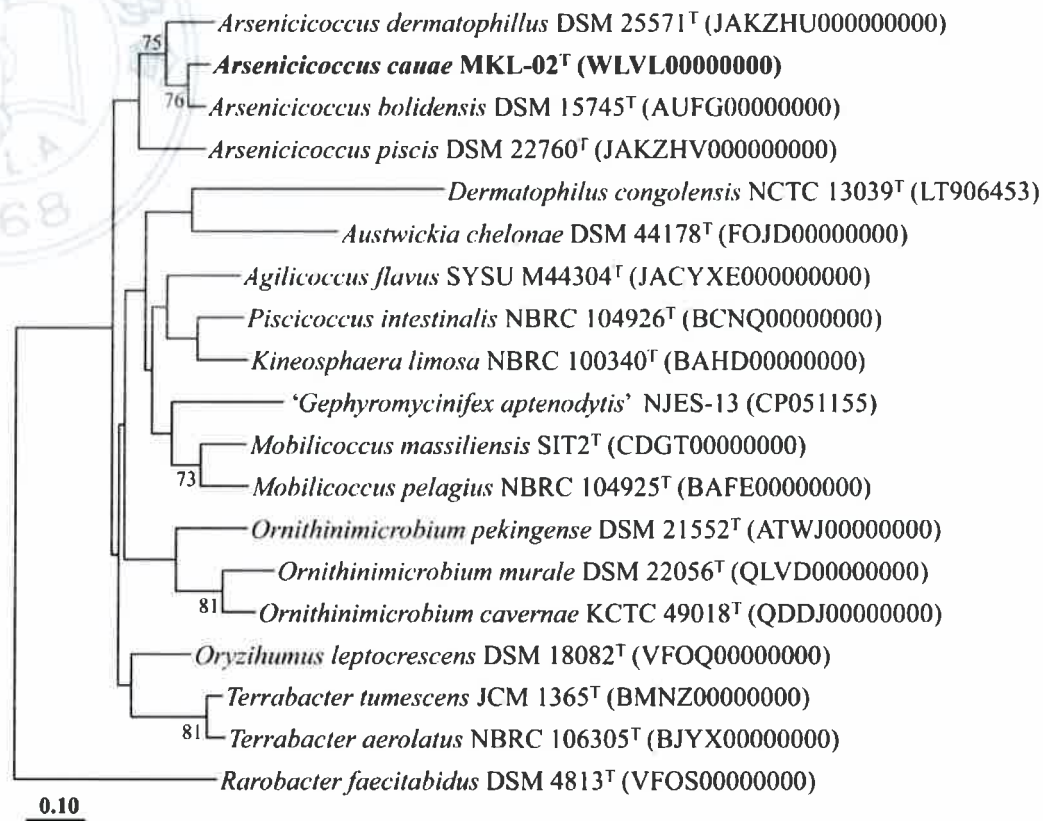 Arsenicicoccus dermatophillus DSM 25571ᵀ (JAKZHU000000000)
75
Arsenicicoccus cauae MKL-02ᵀ (WLVL00000000)
76
Arsenicicoccus bolidensis DSM 15745ᵀ (AUFG00000000)
Arsenicicoccus piscis DSM 22760ᵀ (JAKZHV000000000)
Dermatophilus congolensis NCTC 13039ᵀ (LT906453)
68
Austwickia chelonae DSM 44178ᵀ (FOJD00000000)
Agilicoccus flavus SYSU M44304ᵀ (JACYXE000000000)
Piscicoccus intestinalis NBRC 104926ᵀ (BCNQ00000000)
Kineosphaera limosa NBRC 100340ᵀ (BAHD00000000)
‘Gephyromycinifex aptenodytis’ NJES-13 (CP051155)
Mobilicoccus massiliensis SIT2ᵀ (CDGT00000000)
73
Mobilicoccus pelagius NBRC 104925ᵀ (BAFE00000000)
Ornithinimicrobium pekingense DSM 21552ᵀ (ATWJ00000000)
Ornithinimicrobium murale DSM 22056ᵀ (QLVD00000000)
81
Ornithinimicrobium cavernae KCTC 49018ᵀ (QDDJ00000000)
Oryzihumus leptocrescens DSM 18082ᵀ (VFOQ00000000)
Terrabacter tumescens JCM 1365ᵀ (BMNZ00000000)
81
Terrabacter aerolatus NBRC 106305ᵀ (BJYX00000000)
Rarobacter faecitabidus DSM 4813ᵀ (VFOS00000000)
0.10